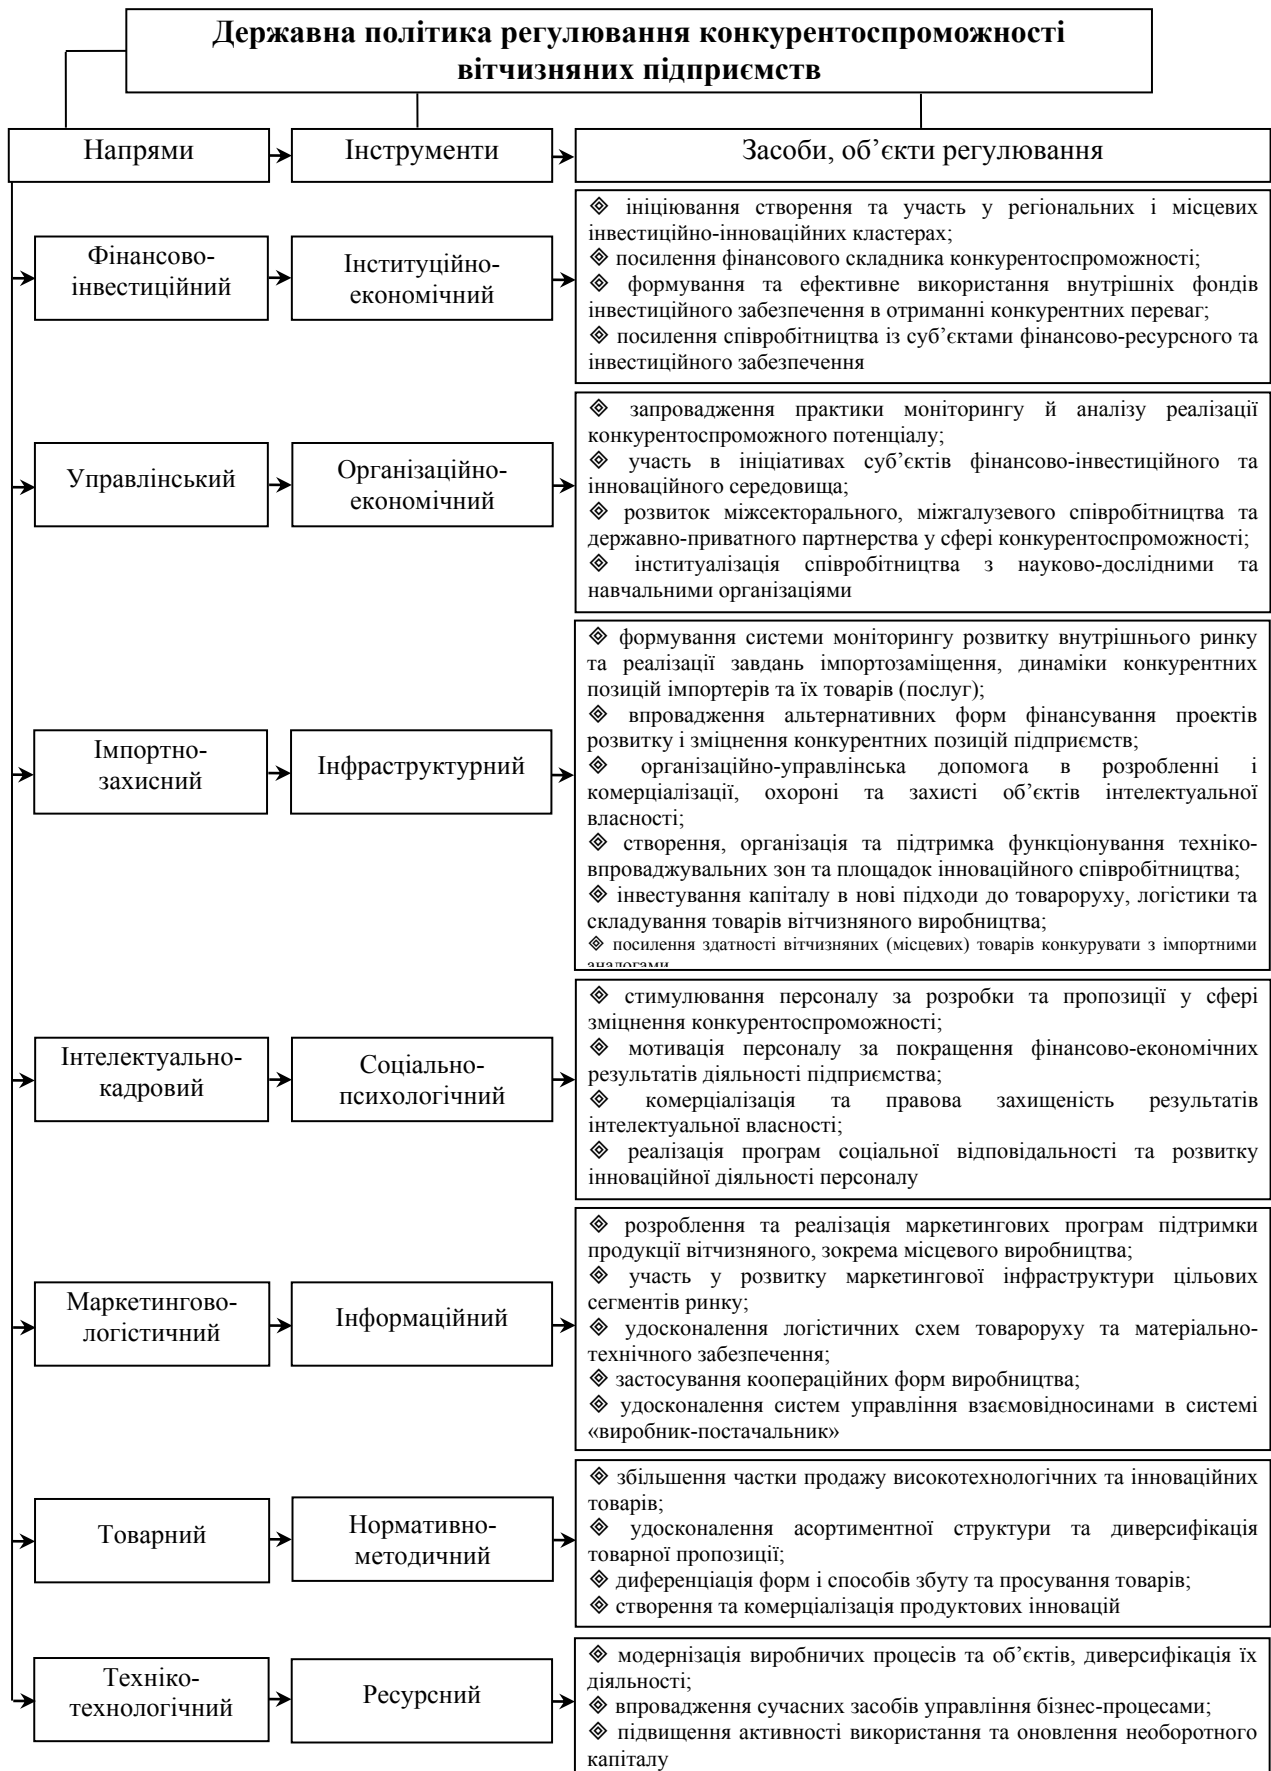 Державна політика регулювання конкурентоспроможності
вітчизняних підприємств
Напрями
Інструменти
Засоби, об’єкти регулювання
Фінансово-
інвестиційний
Інституційно-
економічний
◈ ініціювання створення та участь у регіональних і місцевих
інвестиційно-інноваційних кластерах;
◈ посилення фінансового складника конкурентоспроможності;
◈ формування та ефективне використання внутрішніх фондів
інвестиційного забезпечення в отриманні конкурентних переваг;
◈ посилення співробітництва із суб’єктами фінансово-ресурсного та
інвестиційного забезпечення
Управлінський
Організаційно-
економічний
◈ запровадження практики моніторингу й аналізу реалізації
конкурентоспроможного потенціалу;
◈ участь в ініціативах суб’єктів фінансово-інвестиційного та
інноваційного середовища;
◈ розвиток міжсекторального, міжгалузевого співробітництва та
державно-приватного партнерства у сфері конкурентоспроможності;
◈ інституалізація співробітництва з науково-дослідними та
навчальними організаціями
Імпортно-
захисний
Інфраструктурний
◈ формування системи моніторингу розвитку внутрішнього ринку
та реалізації завдань імпортозаміщення, динаміки конкурентних
позицій імпортерів та їх товарів (послуг);
◈ впровадження альтернативних форм фінансування проектів
розвитку і зміцнення конкурентних позицій підприємств;
◈ організаційно-управлінська допомога в розробленні і
комерціалізації, охороні та захисті об’єктів інтелектуальної
власності;
◈ створення, організація та підтримка функціонування техніко-
впроваджувальних зон та площадок інноваційного співробітництва;
◈ інвестування капіталу в нові підходи до товароруху, логістики та
складування товарів вітчизняного виробництва;
◈ посилення здатності вітчизняних (місцевих) товарів конкурувати з імпортними
аналогами
Інтелектуально-
кадровий
Соціально-
психологічний
◈ стимулювання персоналу за розробки та пропозиції у сфері
зміцнення конкурентоспроможності;
◈ мотивація персоналу за покращення фінансово-економічних
результатів діяльності підприємства;
◈ комерціалізація та правова захищеність результатів
інтелектуальної власності;
◈ реалізація програм соціальної відповідальності та розвитку
інноваційної діяльності персоналу
Маркетингово-
логістичний
Інформаційний
◈ розроблення та реалізація маркетингових програм підтримки
продукції вітчизняного, зокрема місцевого виробництва;
◈ участь у розвитку маркетингової інфраструктури цільових
сегментів ринку;
◈ удосконалення логістичних схем товароруху та матеріально-
технічного забезпечення;
◈ застосування коопераційних форм виробництва;
◈ удосконалення систем управління взаємовідносинами в системі
«виробник-постачальник»
Товарний
Нормативно-
методичний
◈ збільшення частки продажу високотехнологічних та інноваційних
товарів;
◈ удосконалення асортиментної структури та диверсифікація
товарної пропозиції;
◈ диференціація форм і способів збуту та просування товарів;
◈ створення та комерціалізація продуктових інновацій
Техніко-
технологічний
Ресурсний
◈ модернізація виробничих процесів та об’єктів, диверсифікація їх
діяльності;
◈ впровадження сучасних засобів управління бізнес-процесами;
◈ підвищення активності використання та оновлення необоротного
капіталу